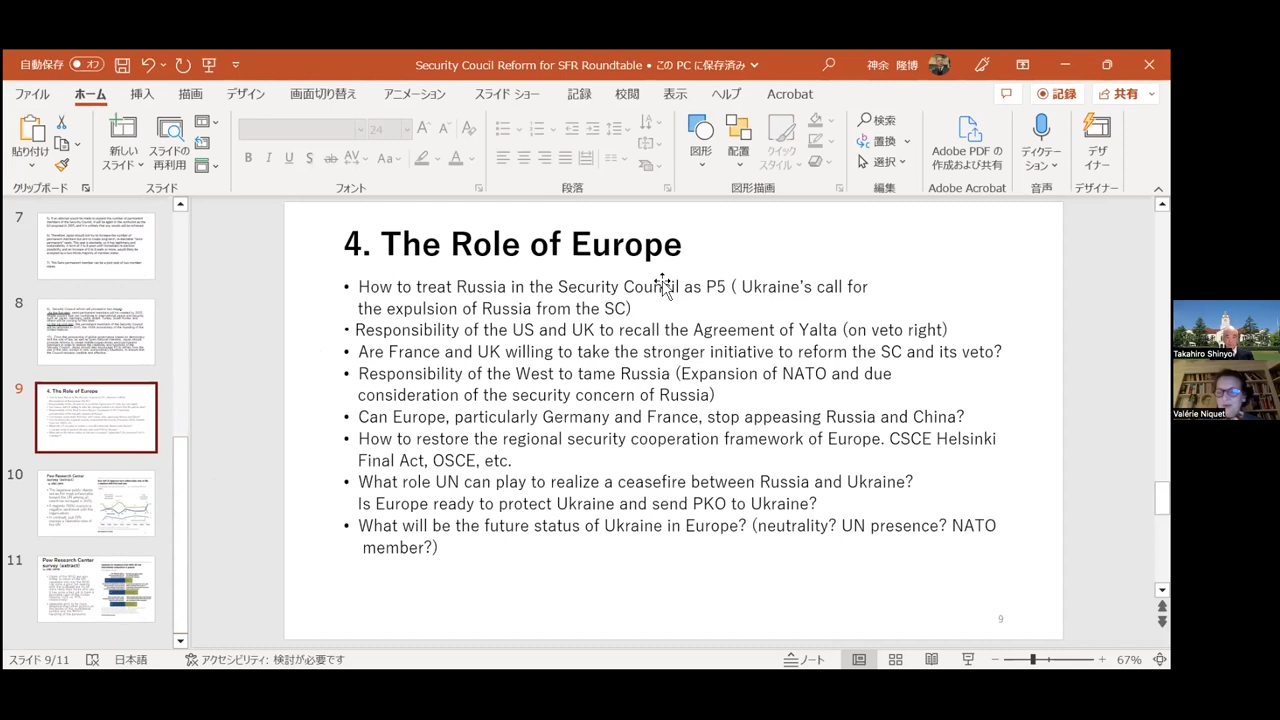 自動保存
オフ
Security Coucil Reform for SFR Roundtable • この PC に保存済み
神余 隆博
ファイル
ホーム
挿入
描画
デザイン
画面切り替え
アニメーション
スライド ショー
記録
校閲
表示
ヘルプ
Acrobat
記録
共有
貼り付け
新しい
スライド
スライドの
再利用
24
B I U S ab AV Aa
図形
配置
クイック
スタイル
検索
置換
選択
Adobe PDF の
作成および共有
ディクテー
ション
デザ
イナー
クリップボード
スライド
フォント
段落
図形描画
編集
Adobe Acrobat
音声
デザイナー
7
8
9
4. The Role of Europe
10
Pew Research Center
survey (extract)
11
Pew Research Center
survey (extract)
4. The Role of Europe
• How to treat Russia in the Security Council as P5 ( Ukraine's call for
the expulsion of Russia from the SC)
• Responsibility of the US and UK to recall the Agreement of Yalta (on veto right)
• Are France and UK willing to take the stronger initiative to reform the SC and its veto?
• Responsibility of the West to tame Russia (Expansion of NATO and due
consideration of the security concern of Russia)
• Can Europe, particularly Germany and France, stop
Russia and
• How to restore the regional security cooperation framework of Europe. CSCE Helsinki
Final Act, OSCE, etc.
• What role UN can play to realize a ceasefire between Russia and Ukraine?
s Europe ready to protect Ukraine and send PKO to Ukraine?
• What will be the future status of Ukraine in Europe? (neutrality? UN presence? NATO
member?)
9
Takahiro Shinyo
Valérie Niquet
スライド 9/11
日本語
アクセシビリティ: 検討が必要です
ノート
67%